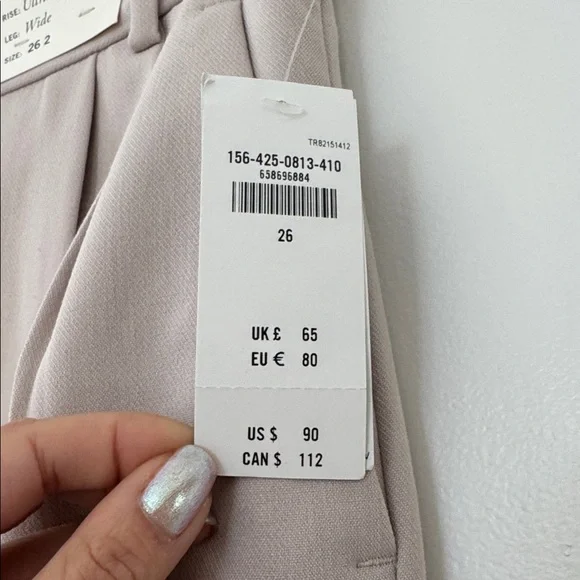 RISE:
LEG: Wide
SIZE: 26 2
TR82151412
156-425-0813-410
658696884
26
UK £ 65
EU € 80
US $ 90
CAN $ 112